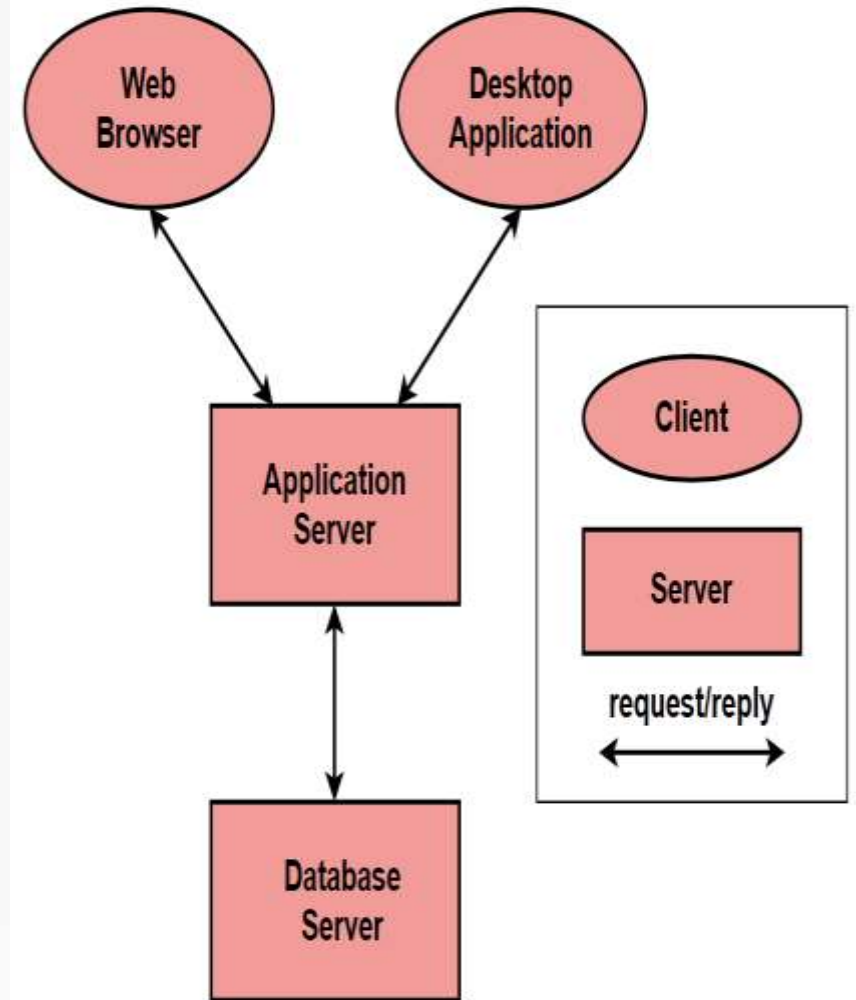 Web
Browser
Desktop
Application
Application
Server
Database
Server
Client
Server
request/reply